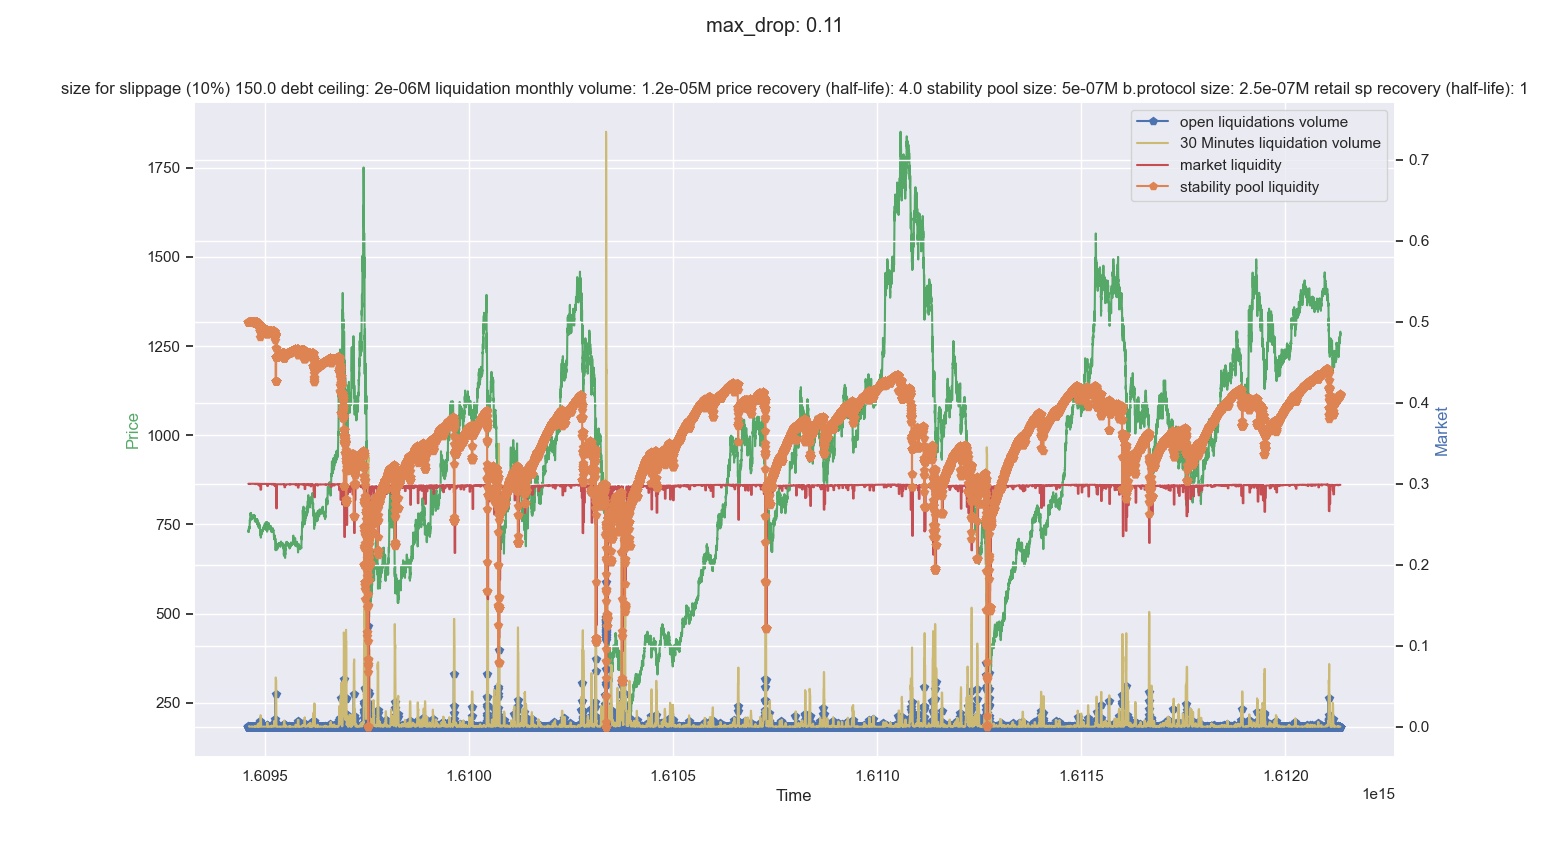 max_drop: 0.11
size for slippage (10%) 150.0 debt ceiling: 2e-06M liquidation monthly volume: 1.2e-05M price recovery (half-life): 4.0 stability pool size: 5e-07M b.protocol size: 2.5e-07M retail sp recovery (half-life): 1
open liquidations volume
30 Minutes liquidation volume
market liquidity
stability pool liquidity
1750
1500
1250
1000
750
500
250
Price
0.7
0.6
0.5
0.4
0.3
0.2
0.1
0.0
Market
1.6095
1.6100
1.6105
1.6110
1.6115
1.6120
Time
1e15